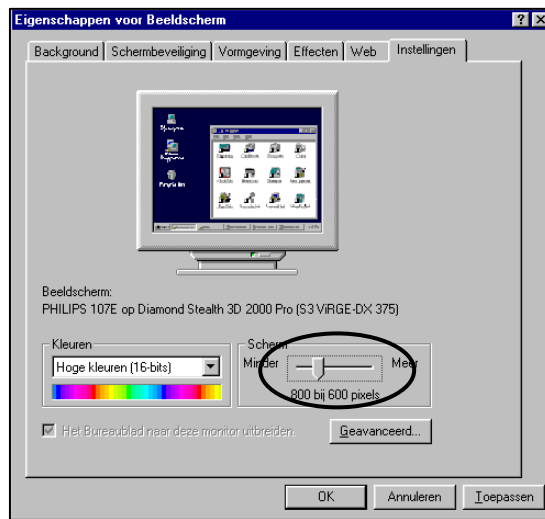 Eigenschappen voor Beeldscherm
Background Schermbeveiliging Vormgeving Effecten Web Instellingen
Beeldscherm:
PHILIPS 107E op Diamond Stealth 3D 2000 Pro (S3 ViRGE-DX 375)
Kleuren
Hoge kleuren (16-bits)
Scherm
Minder Meer
800 bij 600 pixels
Het Bureaublad naar deze monitor uitbreiden.
Geavanceerd...
OK Annuleren Toepassen